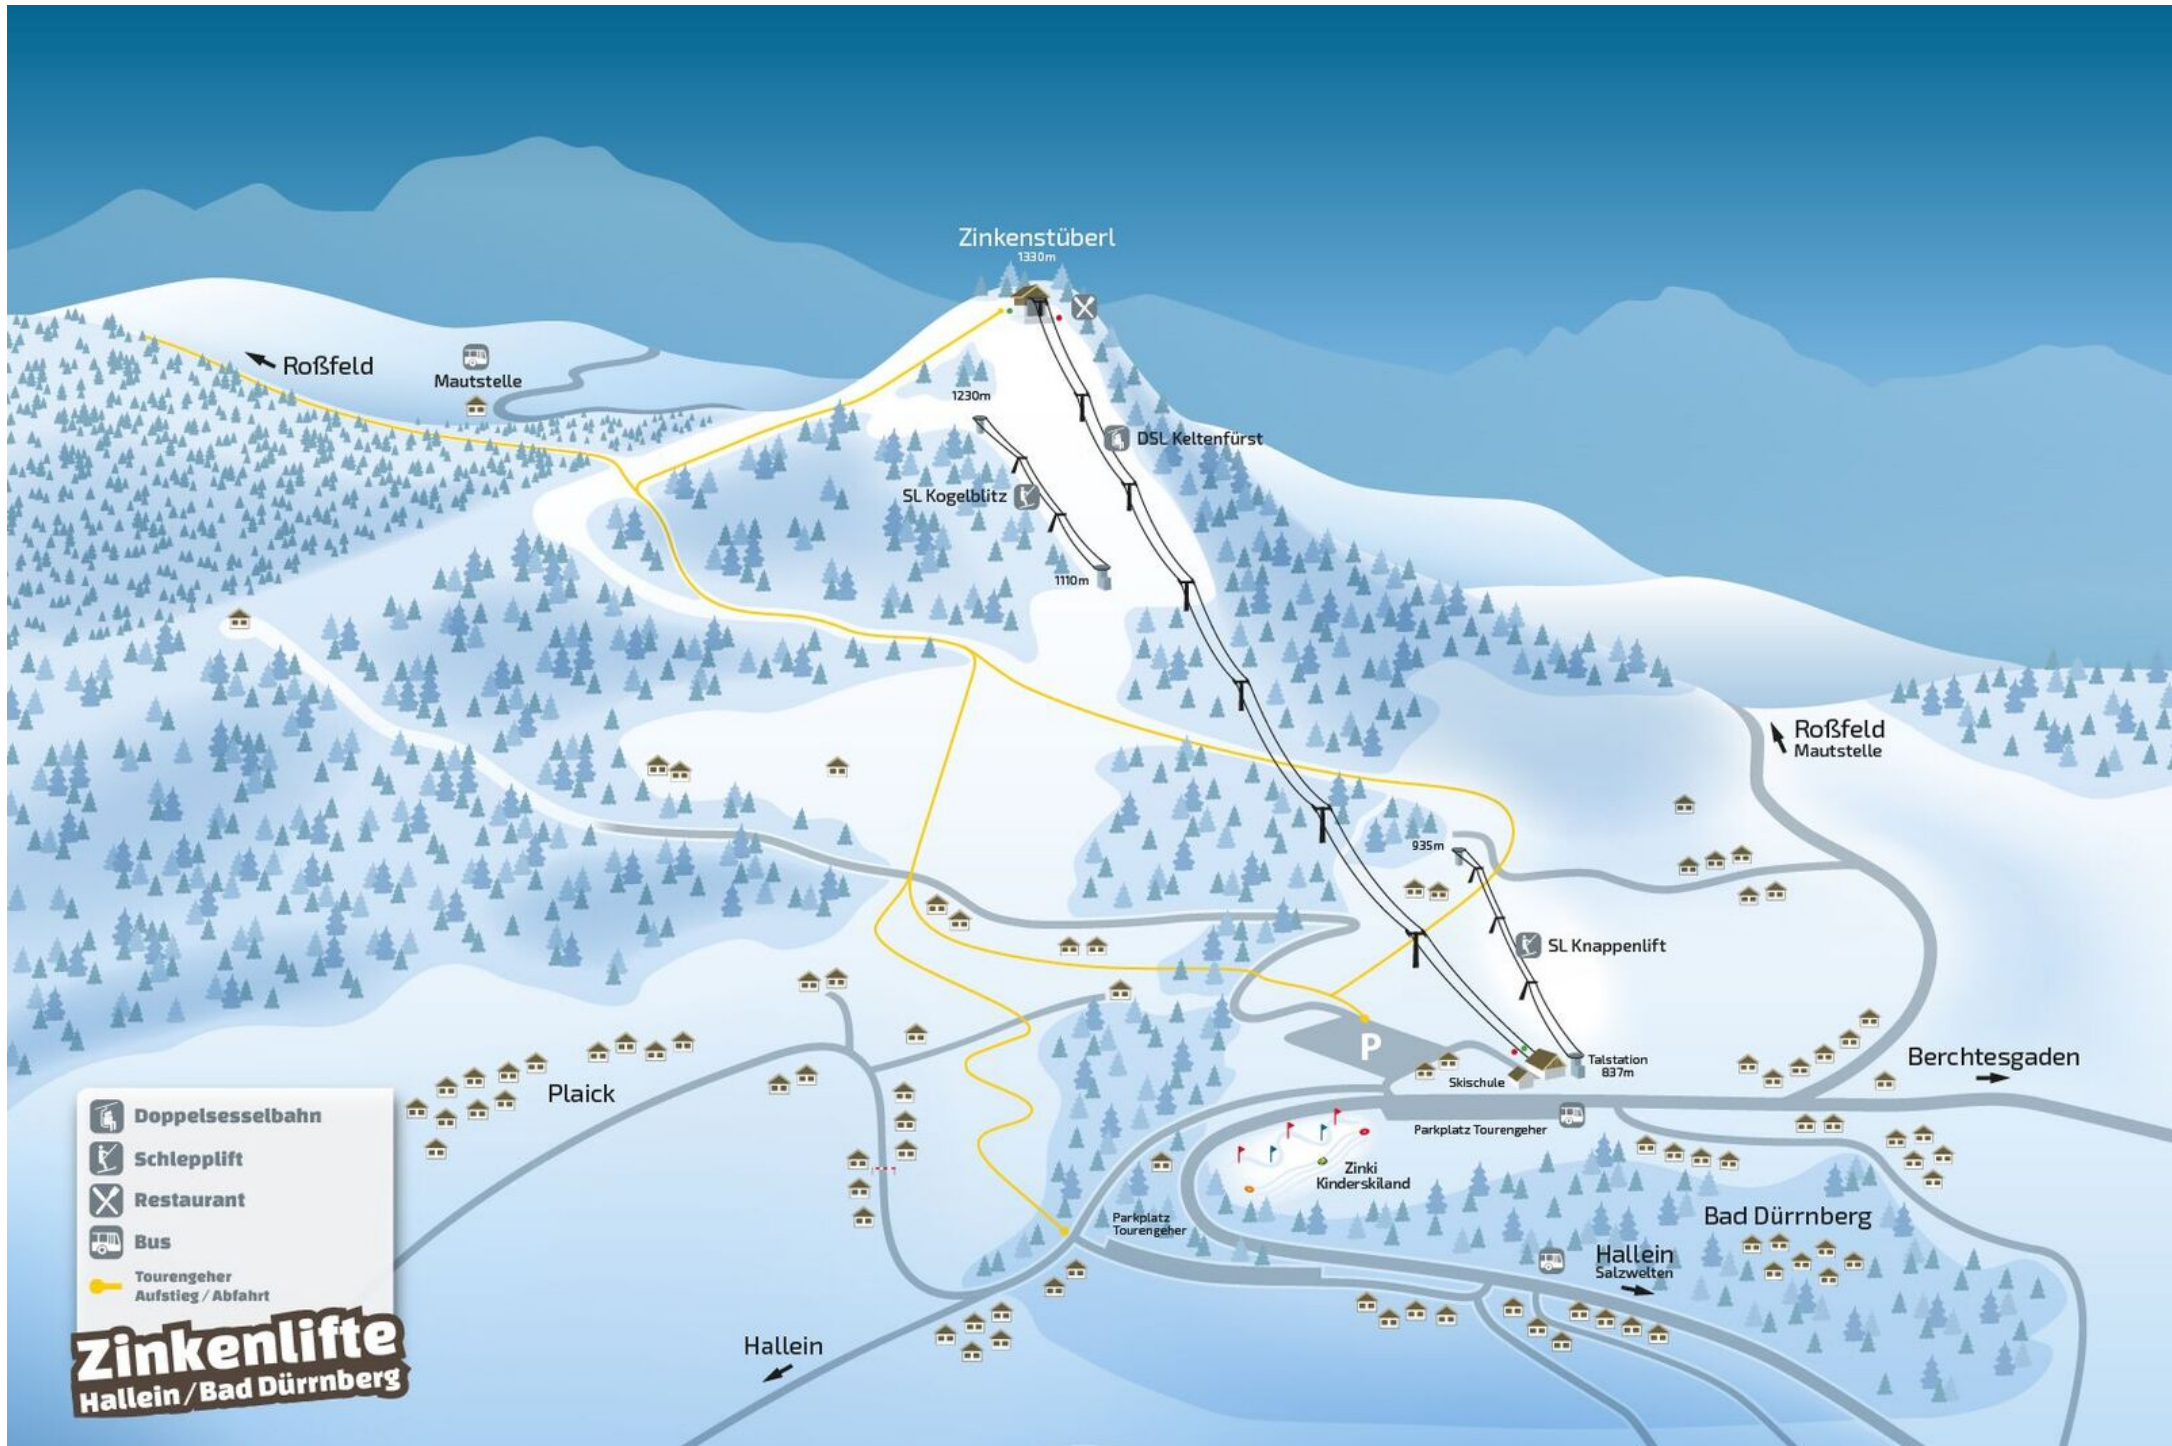 Zinkenstüberl
1330m
Roßfeld
Mautstelle
1230m
DSL Keltenfürst
SL Kogelblitz
1110m
Roßfeld
Mautstelle
935m
SL Knappenlift
P
Talstation
837m
Skischule
Berchtesgaden
Plaick
Parkplatz Tourengeher
Zinki
Kinderskiland
Parkplatz
Tourengeher
Bad Dürrnberg
Hallein
Salzwelten
Hallein
Doppelsesselbahn
Schlepplift
Restaurant
Bus
Tourengeher
Aufstieg / Abfahrt
Zinkenlifte
Hallein/Bad Dürrnberg